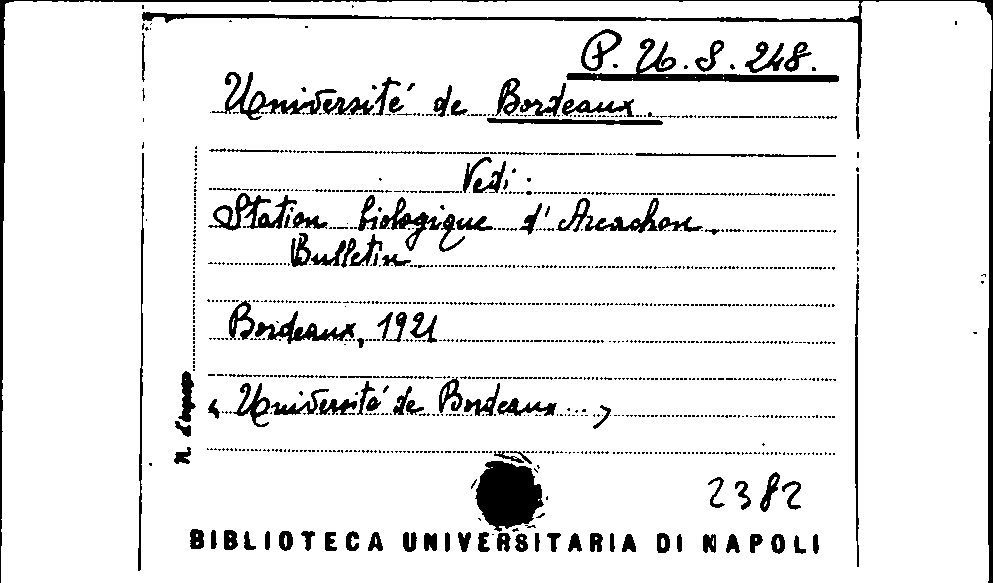 P. U. S. 248.
Université de Bordeaux.
Vedi:
Station biologique d'Arcachon.
Bulletin
Bordeaux, 1921
"Université de Bordeaux..."
N. d'ingresso
2382
BIBLIOTECA UNIVERSITARIA DI NAPOLI